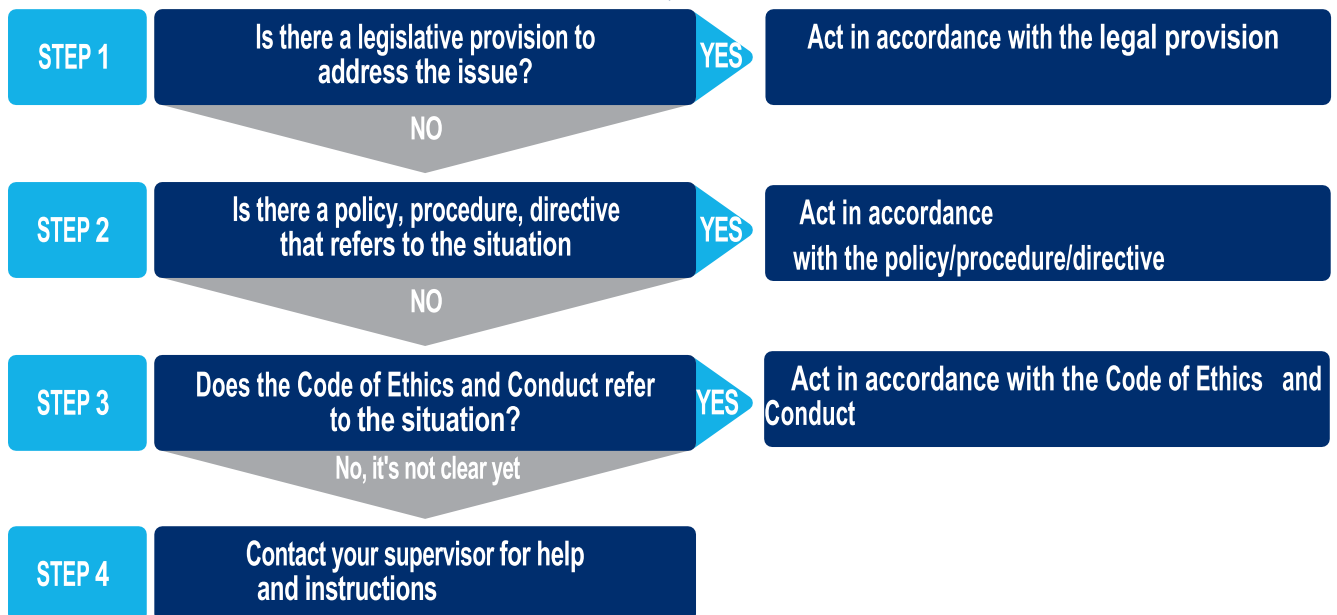 STEP 1
Is there a legislative provision to
address the issue?
YES
Act in accordance with the legal provision
NO
STEP 2
Is there a policy, procedure, directive
that refers to the situation
YES
Act in accordance
with the policy/procedure/directive
NO
STEP 3
Does the Code of Ethics and Conduct refer
to the situation?
YES
Act in accordance with the Code of Ethics and
Conduct
No, it's not clear yet
STEP 4
Contact your supervisor for help
and instructions